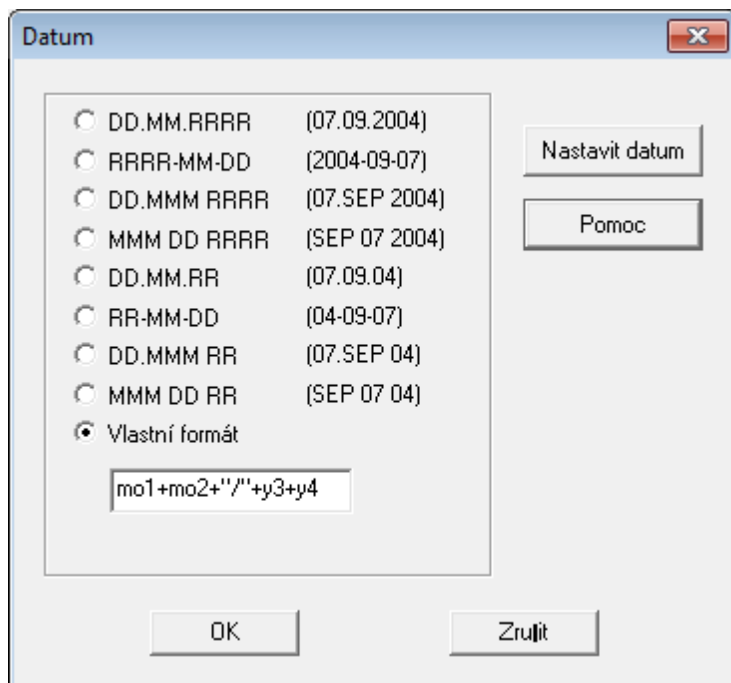 Datum
DD.MM.RRRR (07.09.2004)
RRRR-MM-DD (2004-09-07)
DD.MMM RRRR (07.SEP 2004)
MMM DD RRRR (SEP 07 2004)
DD.MM.RR (07.09.04)
RR-MM-DD (04-09-07)
DD.MMM RR (07.SEP 04)
MMM DD RR (SEP 07 04)
Vlastní formát
mo1+mo2+"/"+y3+y4
Nastavit datum
Pomoc
OK
Zru|it